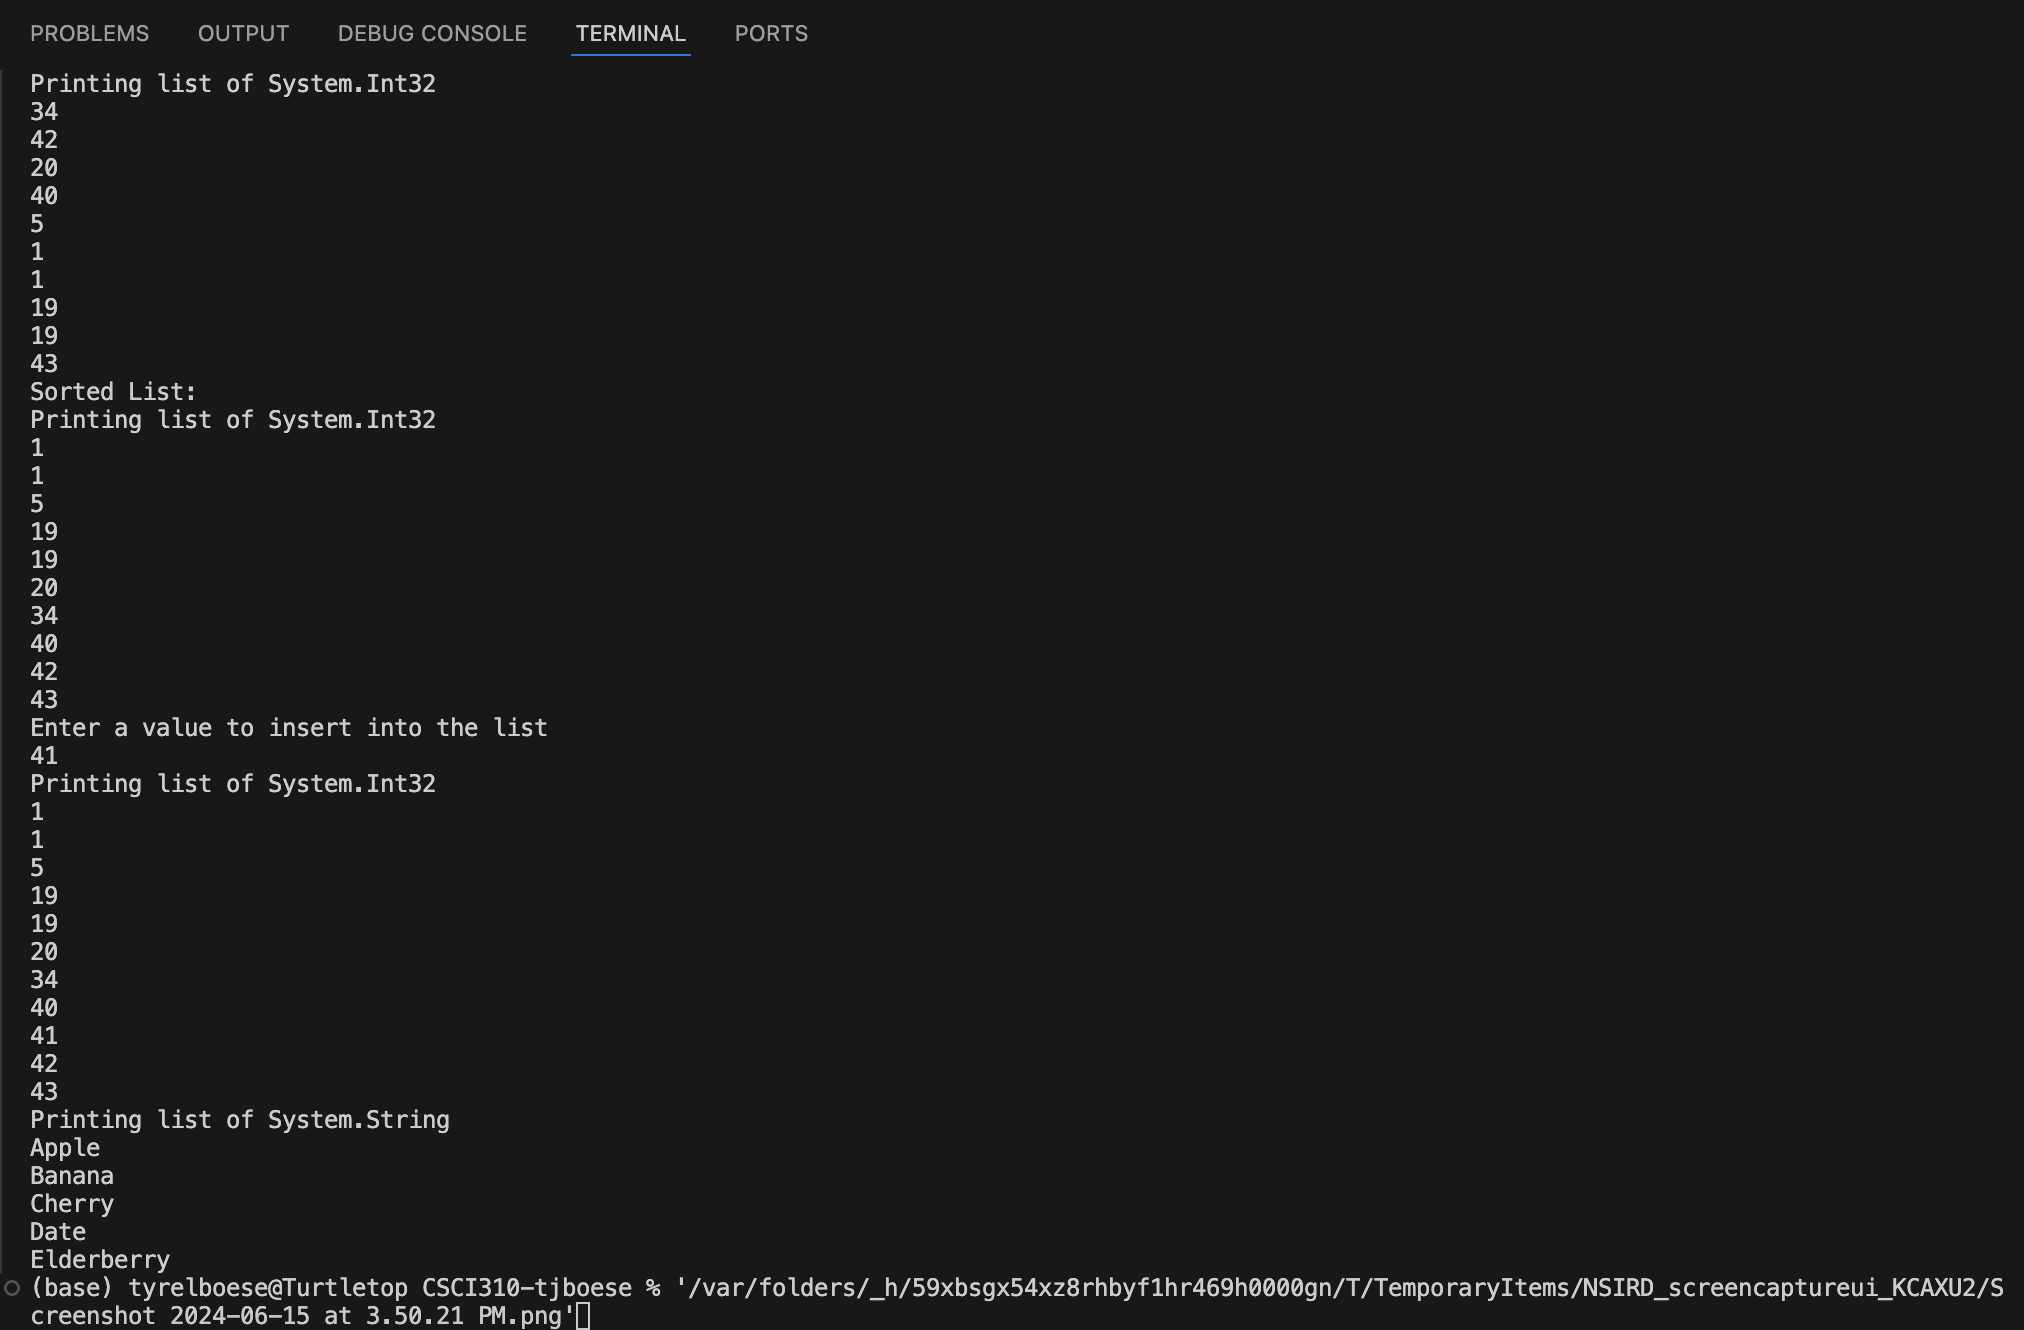 PROBLEMS OUTPUT DEBUG CONSOLE TERMINAL PORTS
Printing list of System.Int32
34
42
20
40
5
1
1
19
19
43
Sorted List:
Printing list of System.Int32
1
1
5
19
19
20
34
40
42
43
Enter a value to insert into the list
41
Printing list of System.Int32
1
1
5
19
19
20
34
40
41
42
43
Printing list of System.String
Apple
Banana
Cherry
Date
Elderberry
(base) tyrelboese@Turtletop CSCI310-tjboese % '/var/folders/_h/59xbsgx54xz8rhbyf1hr469h0000gn/T/TemporaryItems/NSIRD_screencaptureui_KCAXU2/S
creenshot 2024-06-15 at 3.50.21 PM.png'